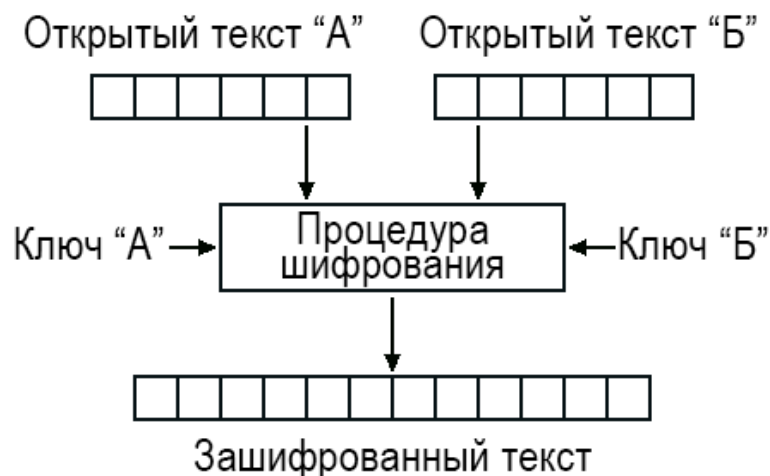 Открытый текст “А” Открытый текст “Б”
Ключ “А” Процедура шифрования Ключ “Б”
Зашифрованный текст